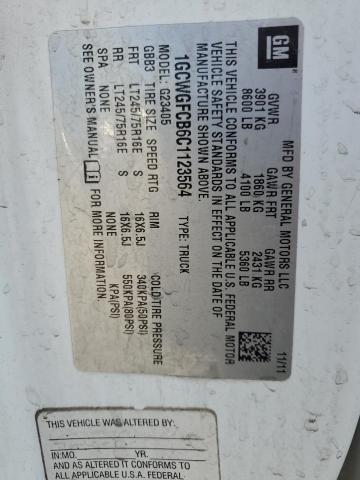 GM
MFD BY GENERAL MOTORS LLC
11/11
GVWR GAWR FRT GAWR RR
3901 KG 1860 KG 2431 KG
8600 LB 4100 LB 5360 LB
THIS VEHICLE CONFORMS TO ALL APPLICABLE U.S. FEDERAL MOTOR
VEHICLE SAFETY STANDARDS IN EFFECT ON THE DATE OF
MANUFACTURE SHOWN ABOVE.
1GCWGFCB6C1123564 TYPE: TRUCK
MODEL: G23405
GBB3 TIRE SIZE SPEED RTG RIM COLD TIRE PRESSURE
FRT LT245/75R16E S 16X6.5J 340KPA(50PSI)
RR LT245/75R16E S 16X6.5J 550KPA(80PSI)
SPA NONE NONE KPA(PSI)
SEE OWNER'S MANUAL FOR MORE INFORMATION.
THIS VEHICLE WAS ALTERED BY:
IN:MO. YR.
AND AS ALTERED IT CONFORMS TO
ALL APPLICABLE U.S. FEDERAL